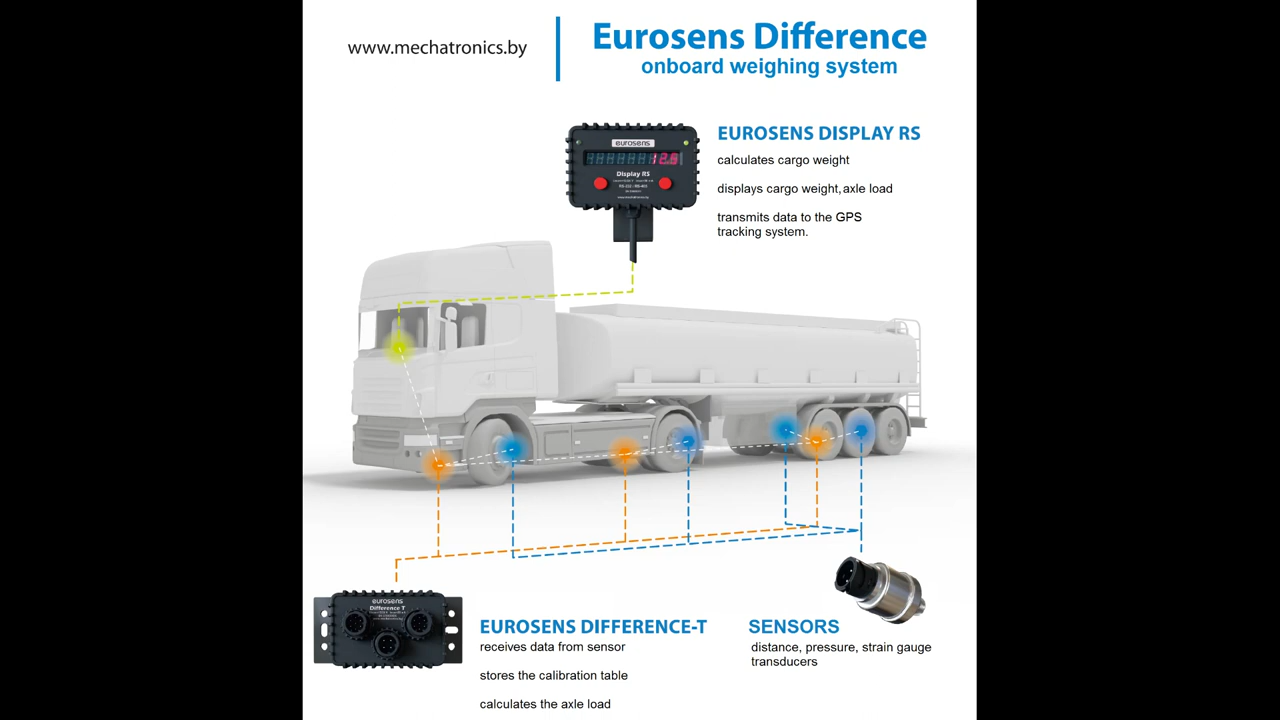 www.mechatronics.by
Eurosens Difference
onboard weighing system
EUROSENS DISPLAY RS
calculates cargo weight
displays cargo weight, axle load
transmits data to the GPS
tracking system.
eurosens
12.8
Display RS
eurosens
Difference T
EUROSENS DIFFERENCE-T
receives data from sensor
stores the calibration table
calculates the axle load
SENSORS
distance, pressure, strain gauge
transducers